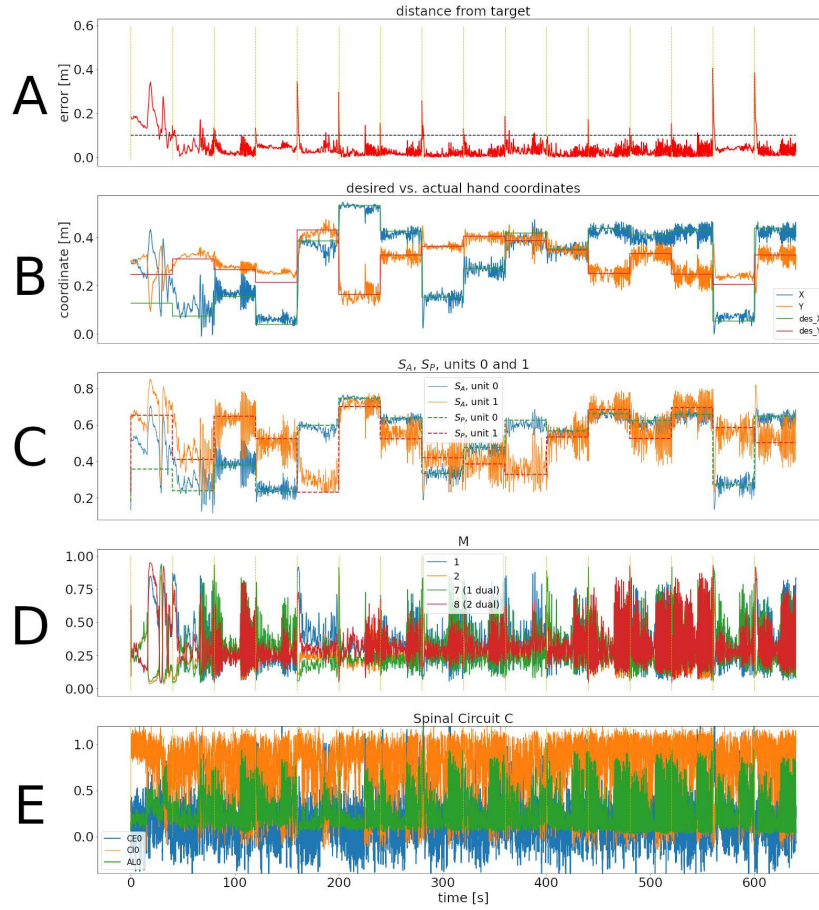 A
distance from target
error [m]
0.6
0.4
0.2
0.0
B
desired vs. actual hand coordinates
coordinate [m]
0.4
0.2
0.0
X
Y
des_X
des_Y
C
S_A, S_P, units 0 and 1
0.8
0.6
0.4
0.2
S_A, unit 0
S_A, unit 1
S_P, unit 0
S_P, unit 1
D
M
1.00
0.75
0.50
0.25
0.00
1
2
7 (1 dual)
8 (2 dual)
E
Spinal Circuit C
1.0
0.5
0.0
CE0
CI0
AL0
0 100 200 300 400 500 600
time [s]